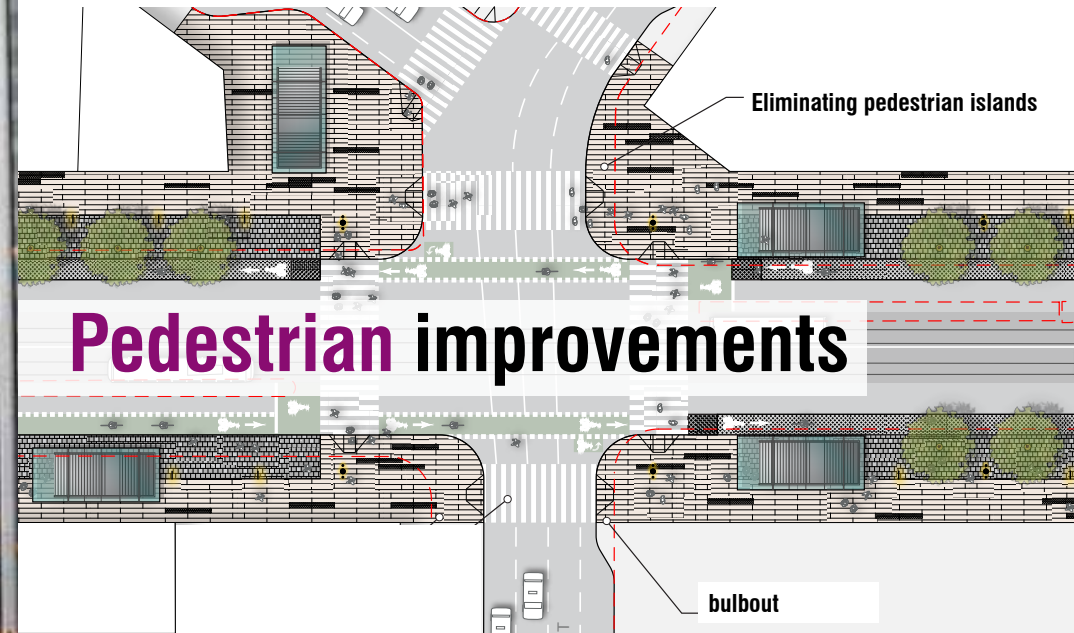 Eliminating pedestrian islands
Pedestrian improvements
bulbout